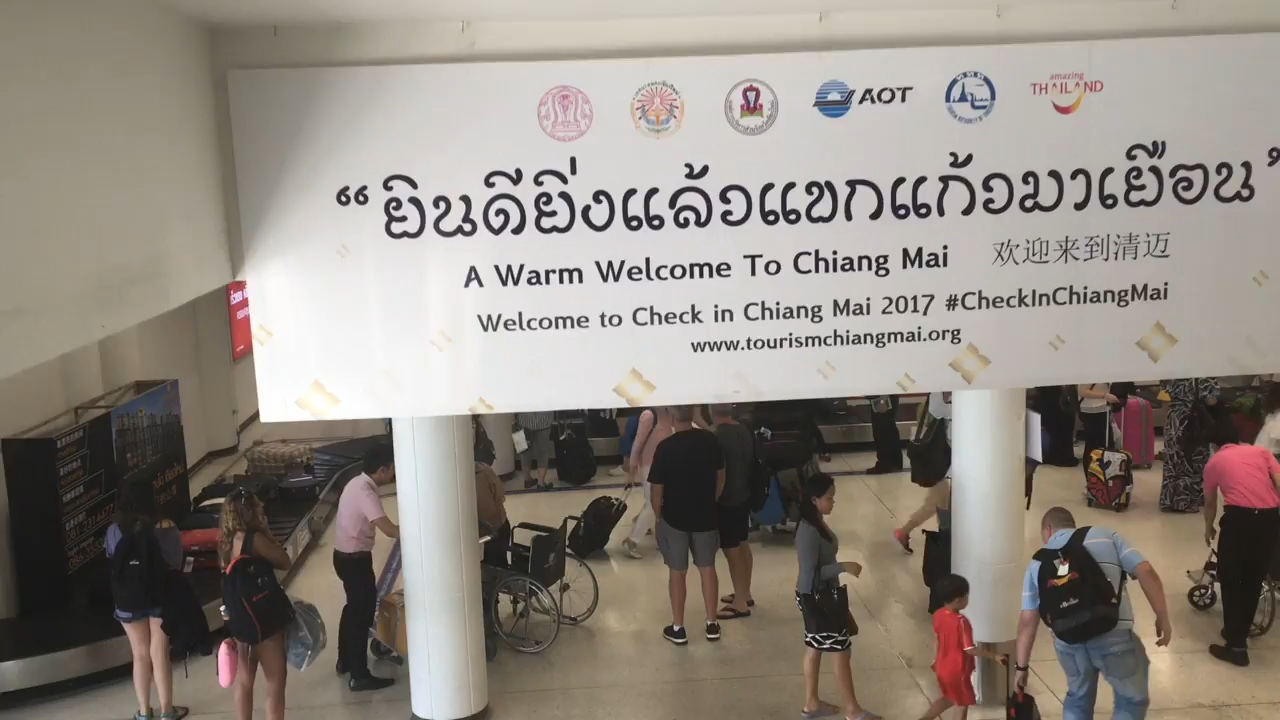 AOT
amazing
THAILAND
“ยินดียิ่งแล้วแขกแก้วมาเยือน”
A Warm Welcome To Chiang Mai 欢迎来到清迈
Welcome to Check in Chiang Mai 2017 #CheckInChiangMai
www.tourismchiangmai.org